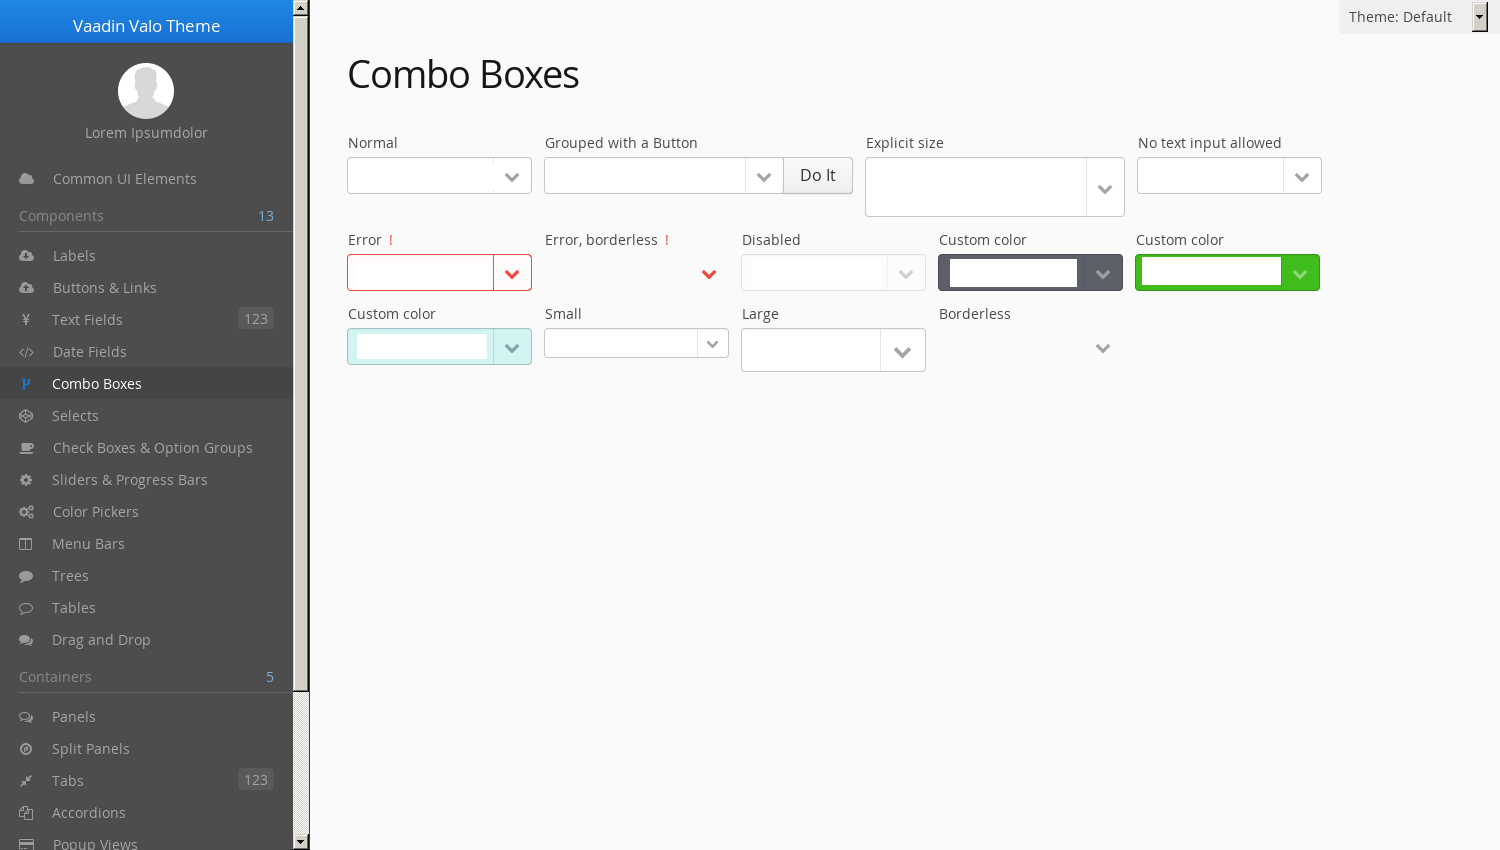 Vaadin Valo Theme
Lorem Ipsumdolor
Common UI Elements
Components 13
Labels
Buttons & Links
Text Fields 123
Date Fields
Combo Boxes
Selects
Check Boxes & Option Groups
Sliders & Progress Bars
Color Pickers
Menu Bars
Trees
Tables
Drag and Drop
Containers 5
Panels
Split Panels
Tabs 123
Accordions
Popup Views
Theme: Default
Combo Boxes
Normal
Grouped with a Button
Do It
Explicit size
No text input allowed
Error !
Error, borderless !
Disabled
Custom color
Custom color
Custom color
Small
Large
Borderless